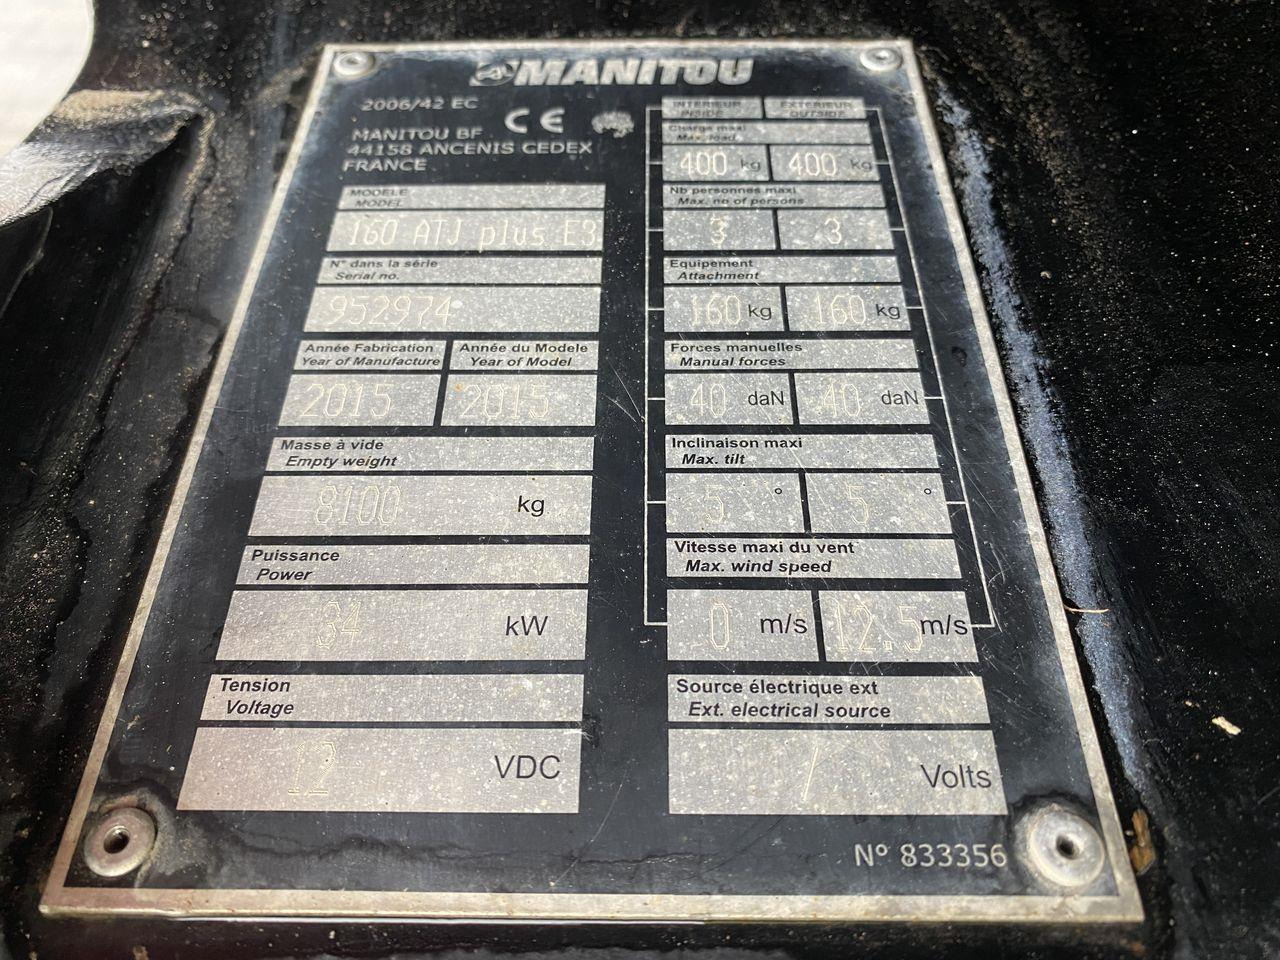 MANITOU
2006/42 EC
CE
MANITOU BF
44158 ANCENIS CEDEX
FRANCE
MODELE
MODEL
160 ATJ plus E3
N° dans la série
Serial no.
952974
Année Fabrication
Year of Manufacture
Année du Modele
Year of Model
2015
2015
Masse à vide
Empty weight
8100 kg
Puissance
Power
34 kW
Tension
Voltage
12 VDC
INTERIEUR
INSIDE
EXTERIEUR
OUTSIDE
Charge maxi
Max. load
400 kg
400 kg
Nb personnes maxi
Max. no of persons
3
3
Equipement
Attachment
160 kg
160 kg
Forces manuelles
Manual forces
40 daN
40 daN
Inclinaison maxi
Max. tilt
5 °
5 °
Vitesse maxi du vent
Max. wind speed
0 m/s
12.5 m/s
Source électrique ext
Ext. electrical source
/ Volts
N° 833356